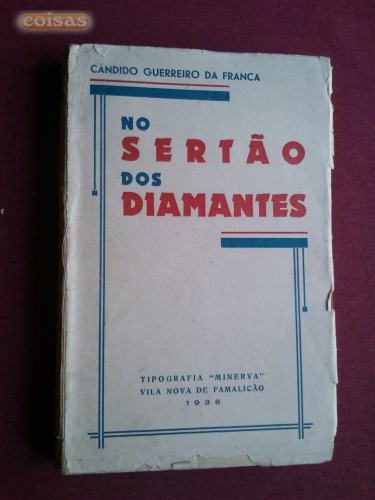 coisas
CÂNDIDO GUERREIRO DA FRANCA
NO
SERTÃO
DOS
DIAMANTES
TIPOGRAFIA "MINERVA"
VILA NOVA DE FAMALICÃO
1936